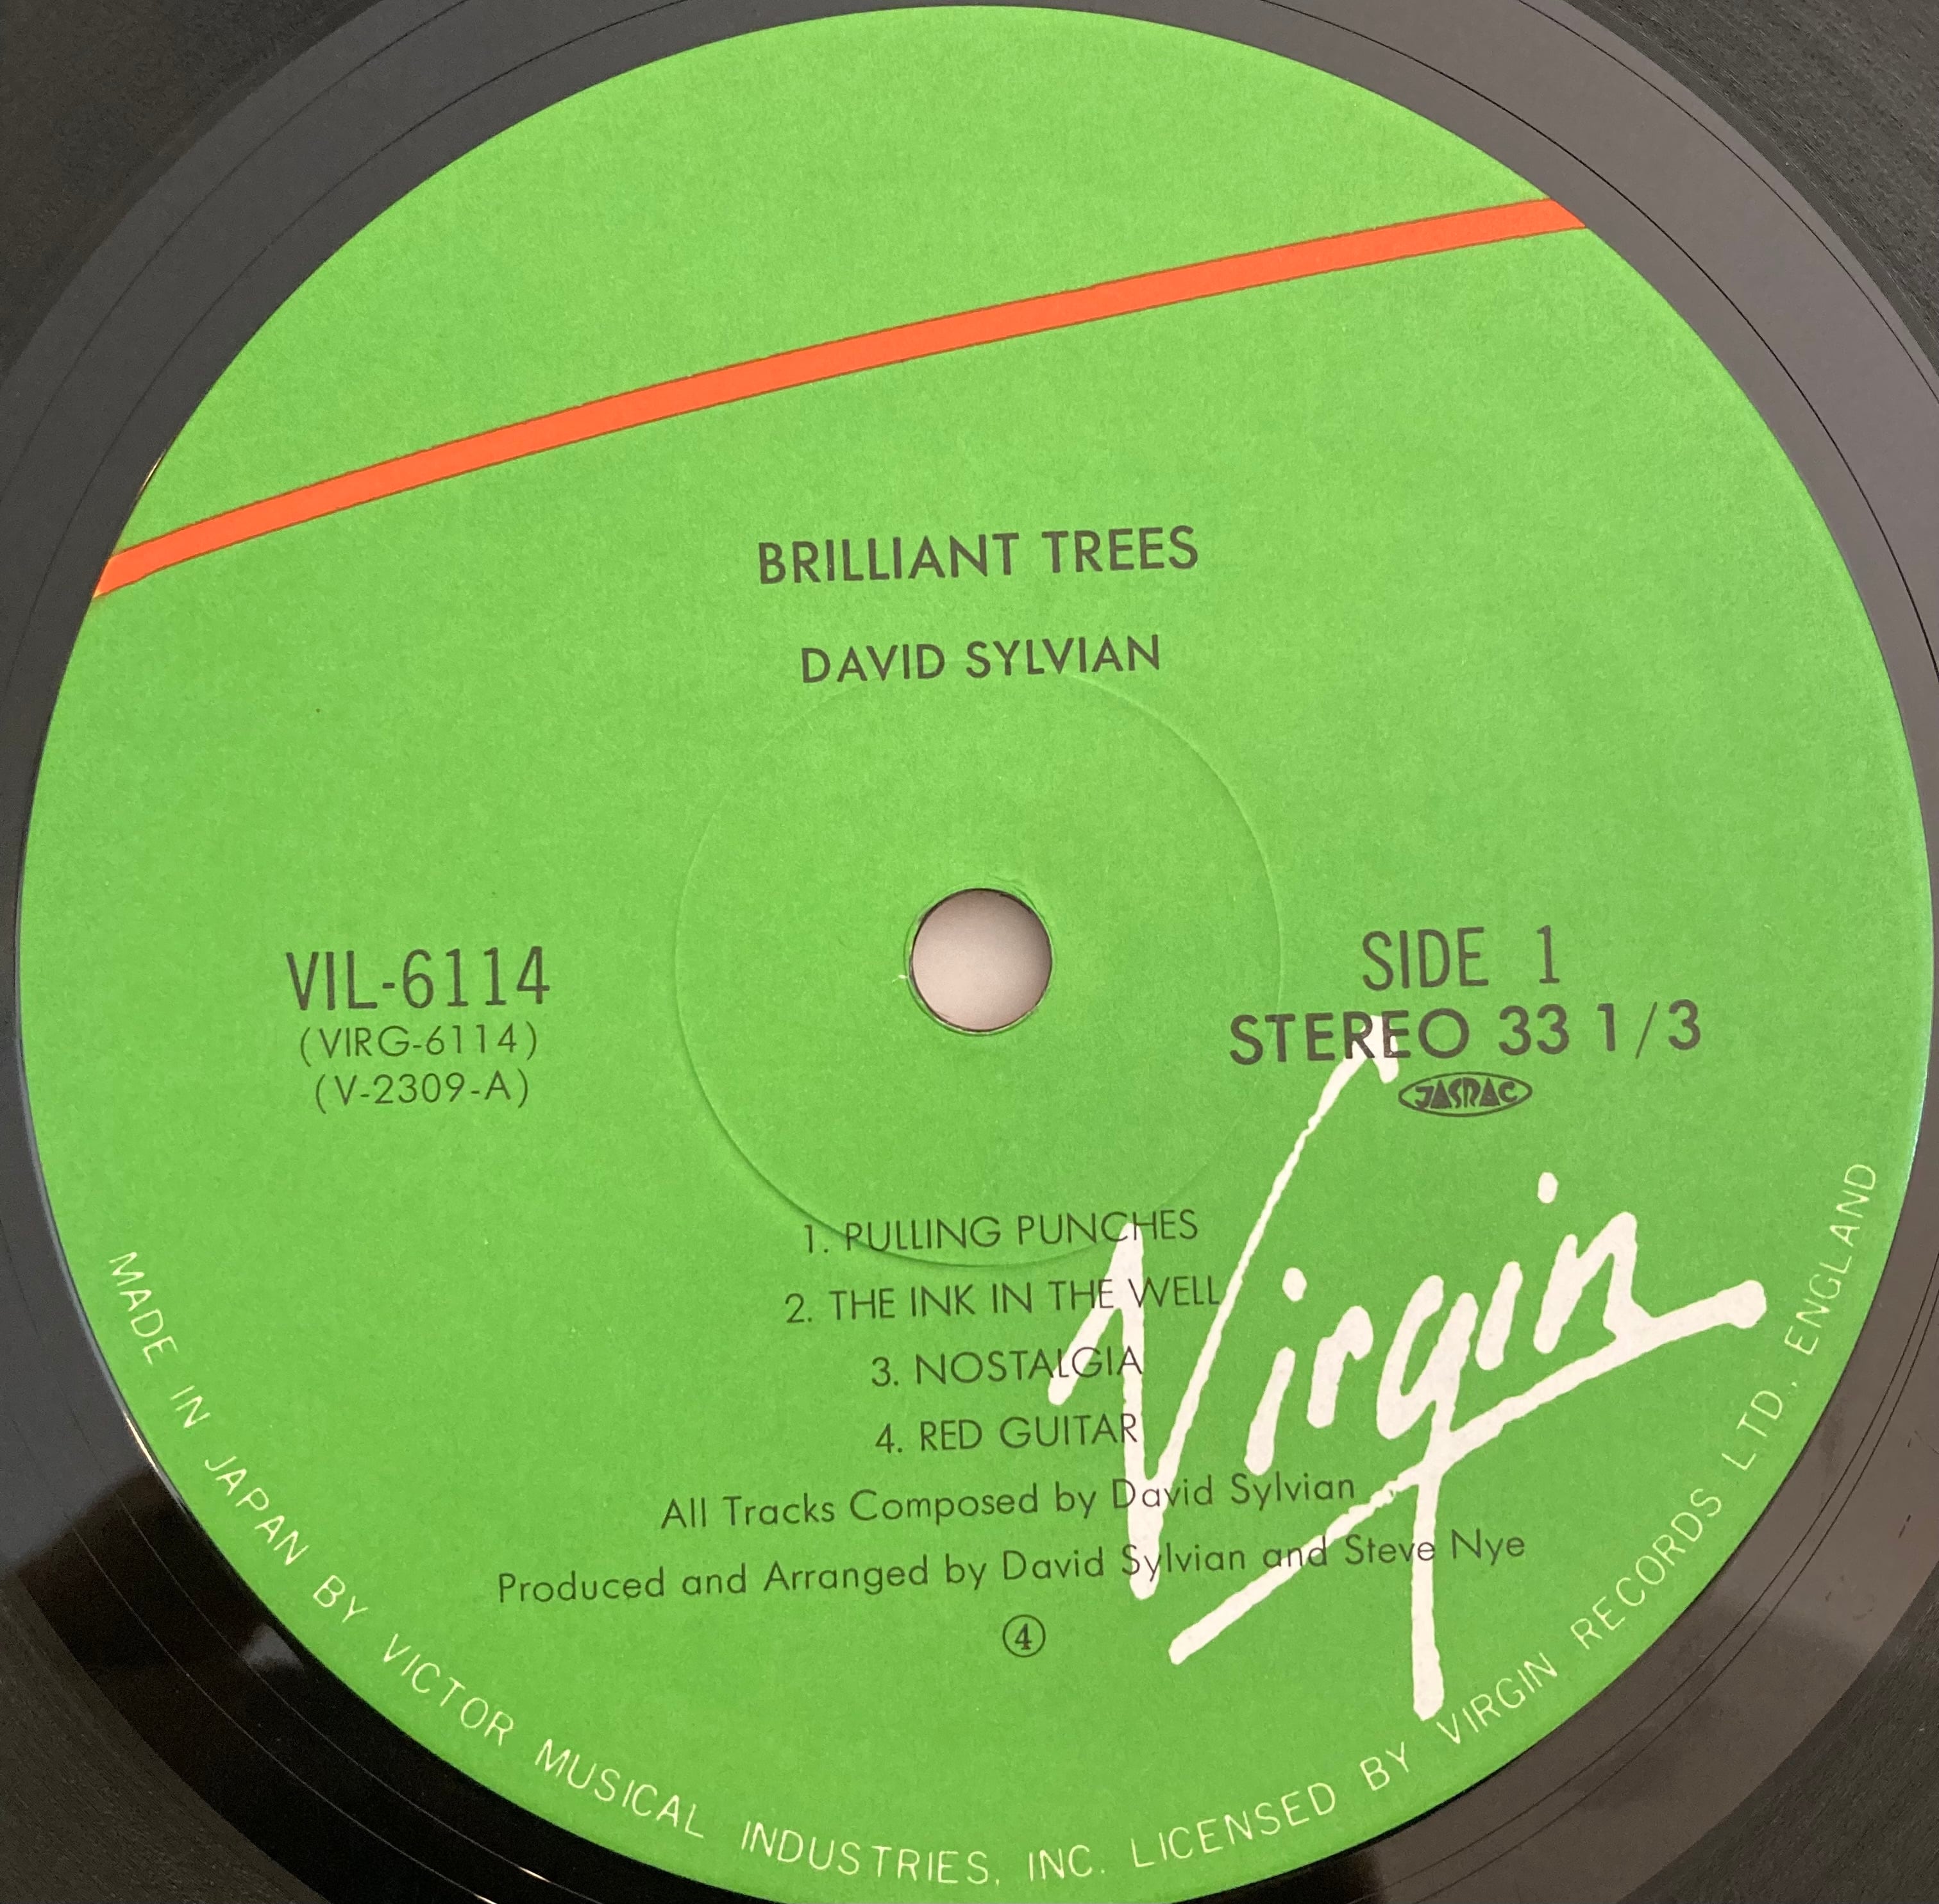 BRILLIANT TREES
DAVID SYLVIAN
VIL-6114
(VIRG-6114)
(V-2309-A)
SIDE 1
STEREO 33 1/3
JASRAC
1. PULLING PUNCHES
2. THE INK IN THE WELL
3. NOSTALGIA
4. RED GUITAR
All Tracks Composed by David Sylvian
Produced and Arranged by David Sylvian and Steve Nye
④
Virgin
MADE IN JAPAN BY VICTOR MUSICAL INDUSTRIES, INC. LICENSED BY VIRGIN RECORDS LTD., ENGLAND